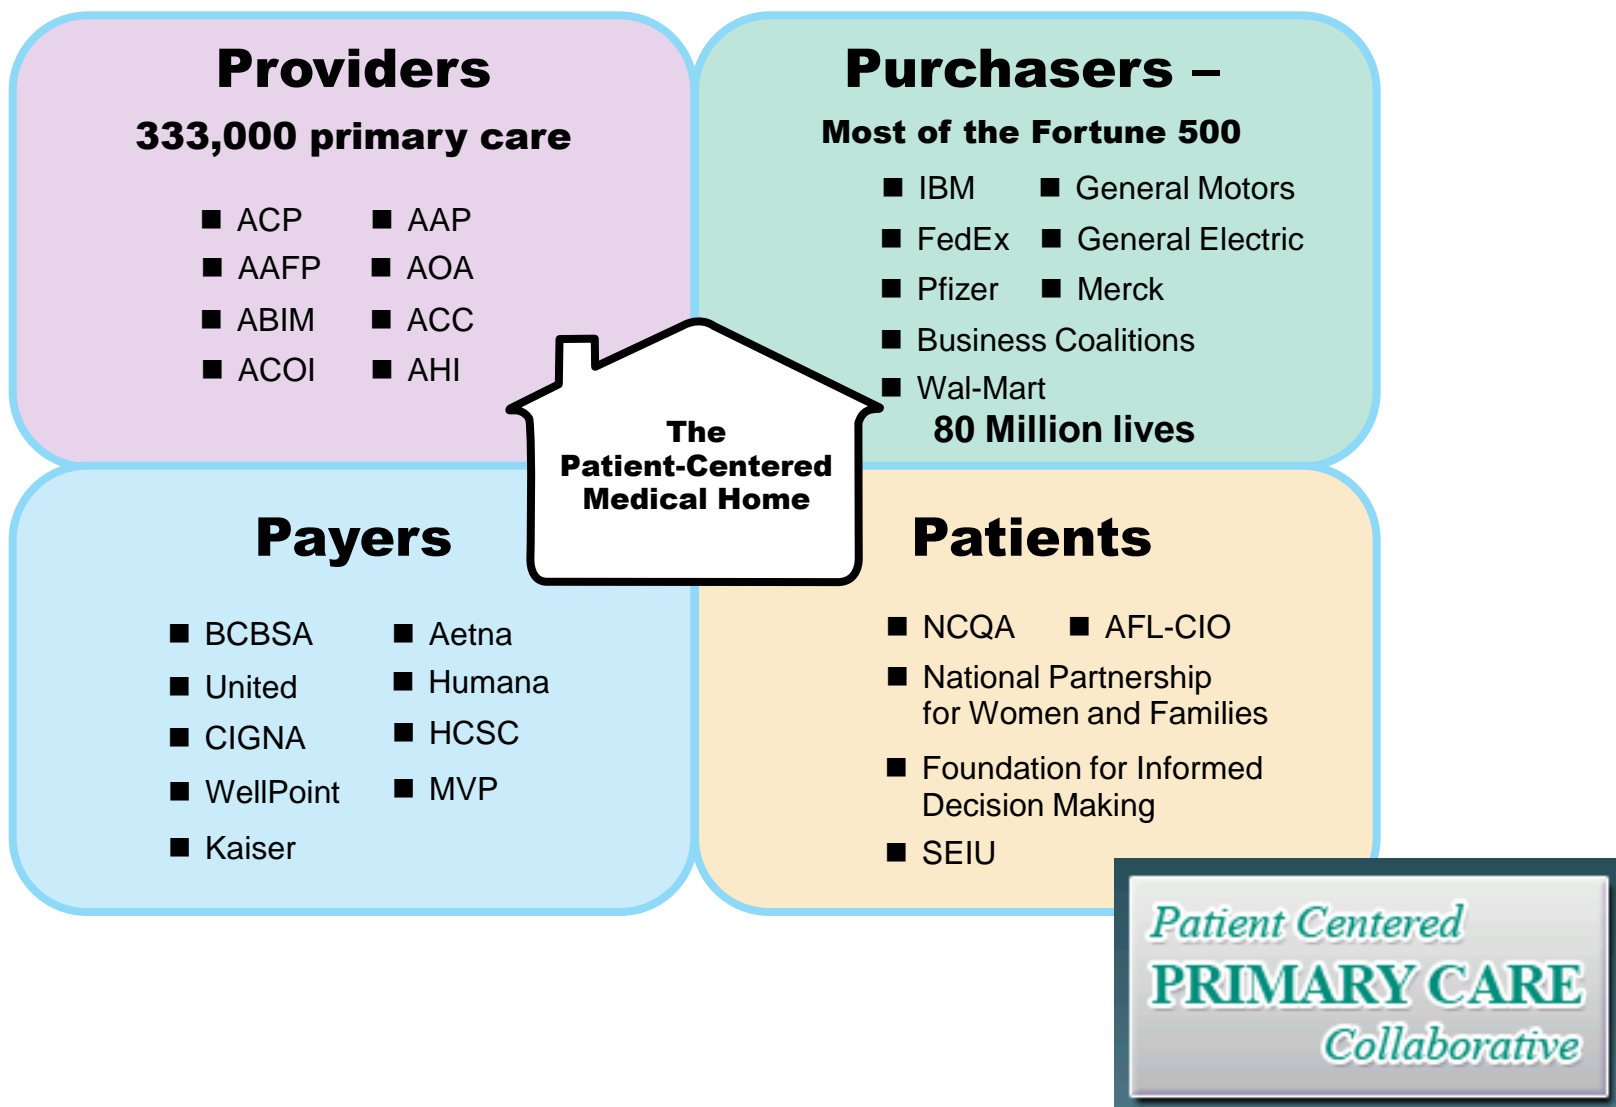 Providers
333,000 primary care
■ ACP ■ AAP
■ AAFP ■ AOA
■ ABIM ■ ACC
■ ACOI ■ AHI
Purchasers –
Most of the Fortune 500
■ IBM ■ General Motors
■ FedEx ■ General Electric
■ Pfizer ■ Merck
■ Business Coalitions
■ Wal-Mart
80 Million lives
The
Patient-Centered
Medical Home
Payers
■ BCBSA ■ Aetna
■ United ■ Humana
■ CIGNA ■ HCSC
■ WellPoint ■ MVP
■ Kaiser
Patients
■ NCQA ■ AFL-CIO
■ National Partnership
for Women and Families
■ Foundation for Informed
Decision Making
■ SEIU
Patient Centered
PRIMARY CARE
Collaborative